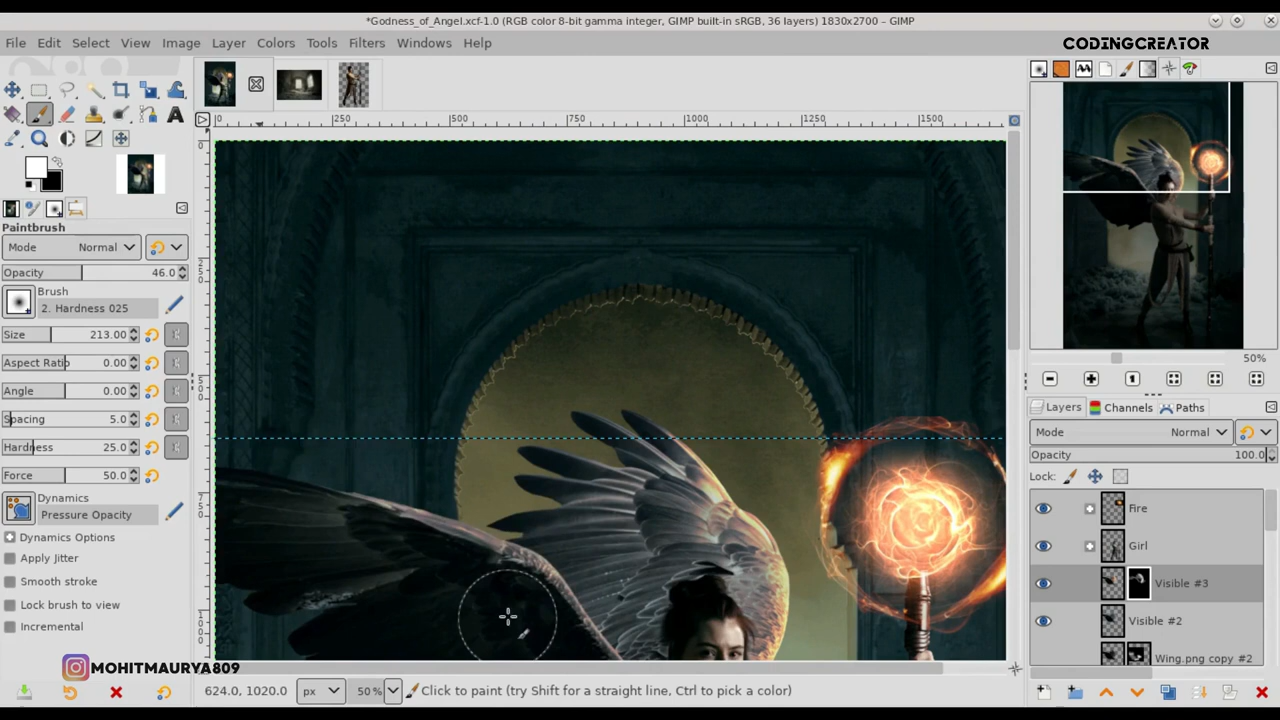 *Godness_of_Angel.xcf-1.0 (RGB color 8-bit gamma integer, GIMP built-in sRGB, 36 layers) 1830x2700 – GIMP
File Edit Select View Image Layer Colors Tools Filters Windows Help
CODINGCREATOR
0 250 500 750 1000 1250 1500
0
250
500
750
1000
Paintbrush
Mode Normal
Opacity 46.0
Brush
2. Hardness 025
Size 213.00
Aspect Ratio 0.00
Angle 0.00
Spacing 5.0
Hardness 25.0
Force 50.0
Dynamics
Pressure Opacity
Dynamics Options
Apply Jitter
Smooth stroke
Lock brush to view
Incremental
MOHITMAURYA809
624.0, 1020.0 px 50% Click to paint (try Shift for a straight line, Ctrl to pick a color)
50%
Layers Channels Paths
Mode Normal
Opacity 100.0
Lock:
Fire
Girl
Visible #3
Visible #2
Wing.png copy #2